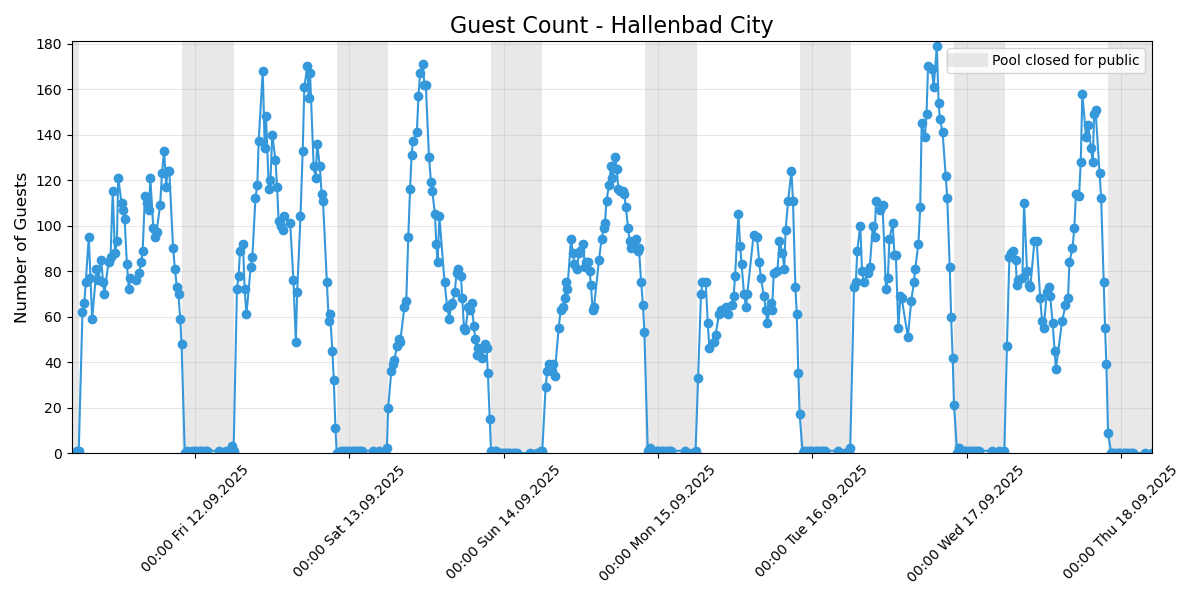 Guest Count - Hallenbad City
Number of Guests
180
160
140
120
100
80
60
40
20
0
Pool closed for public
00:00 Fri 12.09.2025
00:00 Sat 13.09.2025
00:00 Sun 14.09.2025
00:00 Mon 15.09.2025
00:00 Tue 16.09.2025
00:00 Wed 17.09.2025
00:00 Thu 18.09.2025